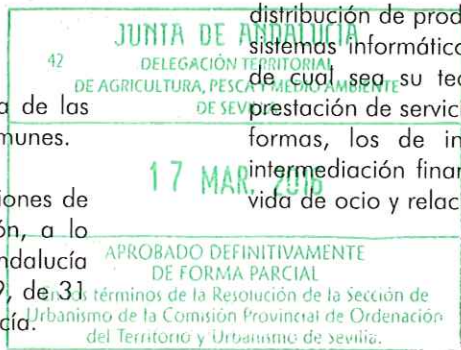 distribución de prod
sistemas informático
de cual sea su tec
prestación de servici
formas, los de in
intermediación finan
vida de ocio y relac
a de las
munes.
iones de
ón, a lo
ndalucía
9, de 31
cía.
JUNTA DE ANDALUCIA
42
DELEGACIÓN TERRITORIAL
DE AGRICULTURA, PESCA Y MEDIO AMBIENTE
DE SEVILLA
17 MAR. 2016
APROBADO DEFINITIVAMENTE
DE FORMA PARCIAL
En los términos de la Resolución de la Sección de
Urbanismo de la Comisión Provincial de Ordenación
del Territorio y Urbanismo de Sevilla.